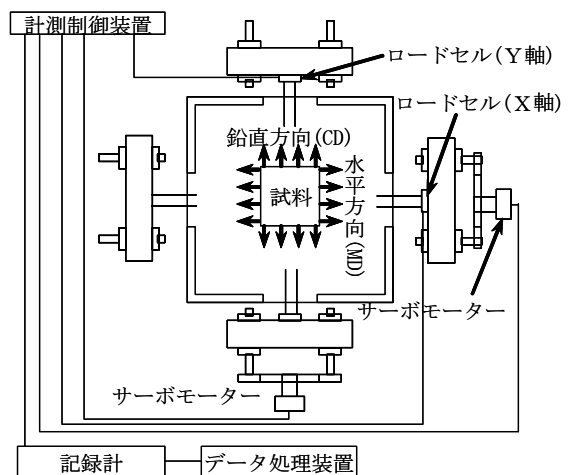 計測制御装置
ロードセル(Y軸)
ロードセル(X軸)
鉛直方向(CD)
水平方向(MD)
試料
サーボモーター
サーボモーター
記録計
データ処理装置